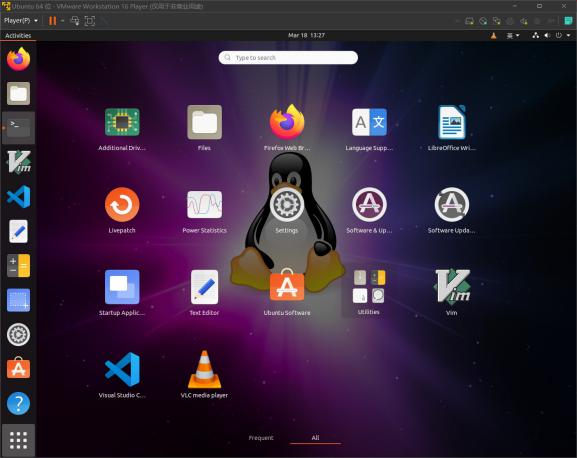 Ubuntu 64 位 - VMware Workstation 16 Player (仅用于非商业用途)
Player(P)
Activities
Mar 18 13:27
英
Type to search
Additional Driv...
Files
Firefox Web Br...
Language Supp...
LibreOffice Wri...
Livepatch
Power Statistics
Settings
Software & Up...
Software Upda...
Startup Applic...
Text Editor
Ubuntu Software
Utilities
Vim
Visual Studio C...
VLC media player
Frequent
All